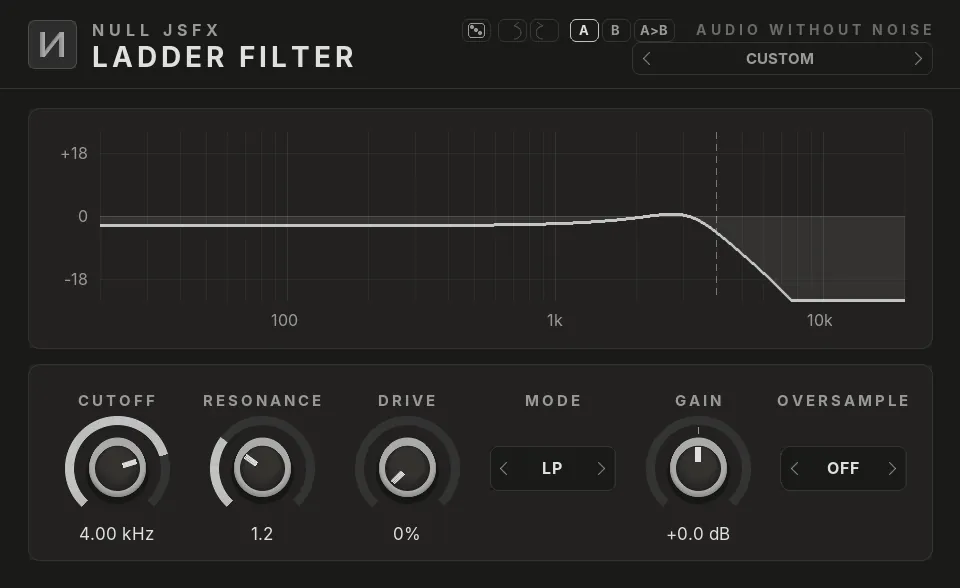 NULL JSFX
LADDER FILTER
A B A>B AUDIO WITHOUT NOISE
CUSTOM
+18
0
-18
100 1k 10k
CUTOFF RESONANCE DRIVE MODE GAIN OVERSAMPLE
LP OFF
4.00 kHz 1.2 0% +0.0 dB